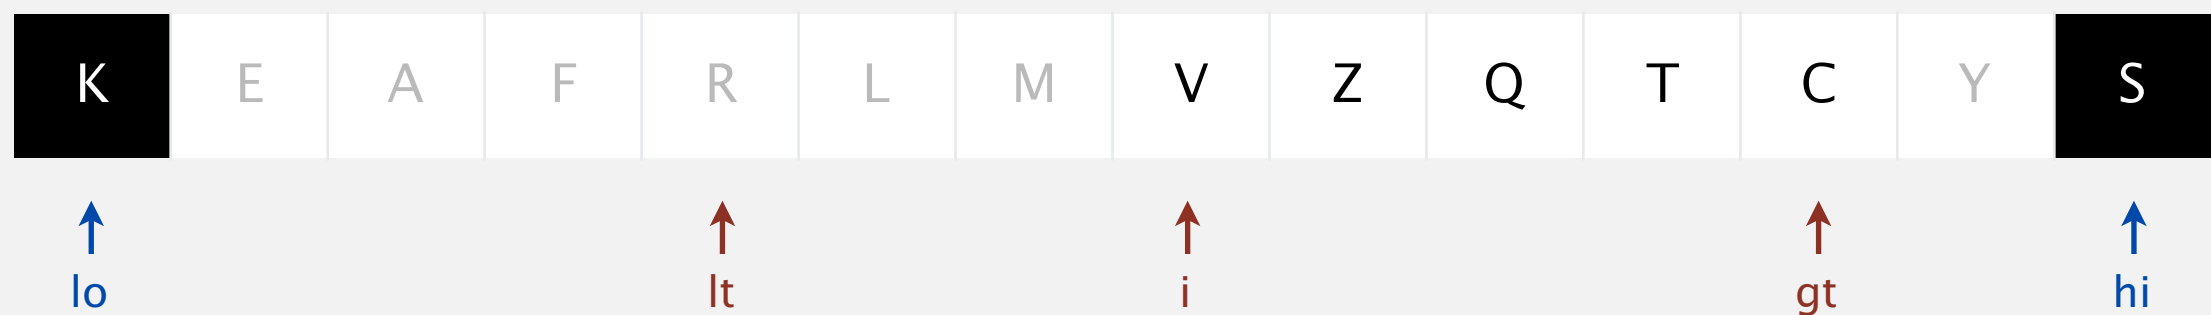 K E A F R L M V Z Q T C Y S
lo lt i gt hi